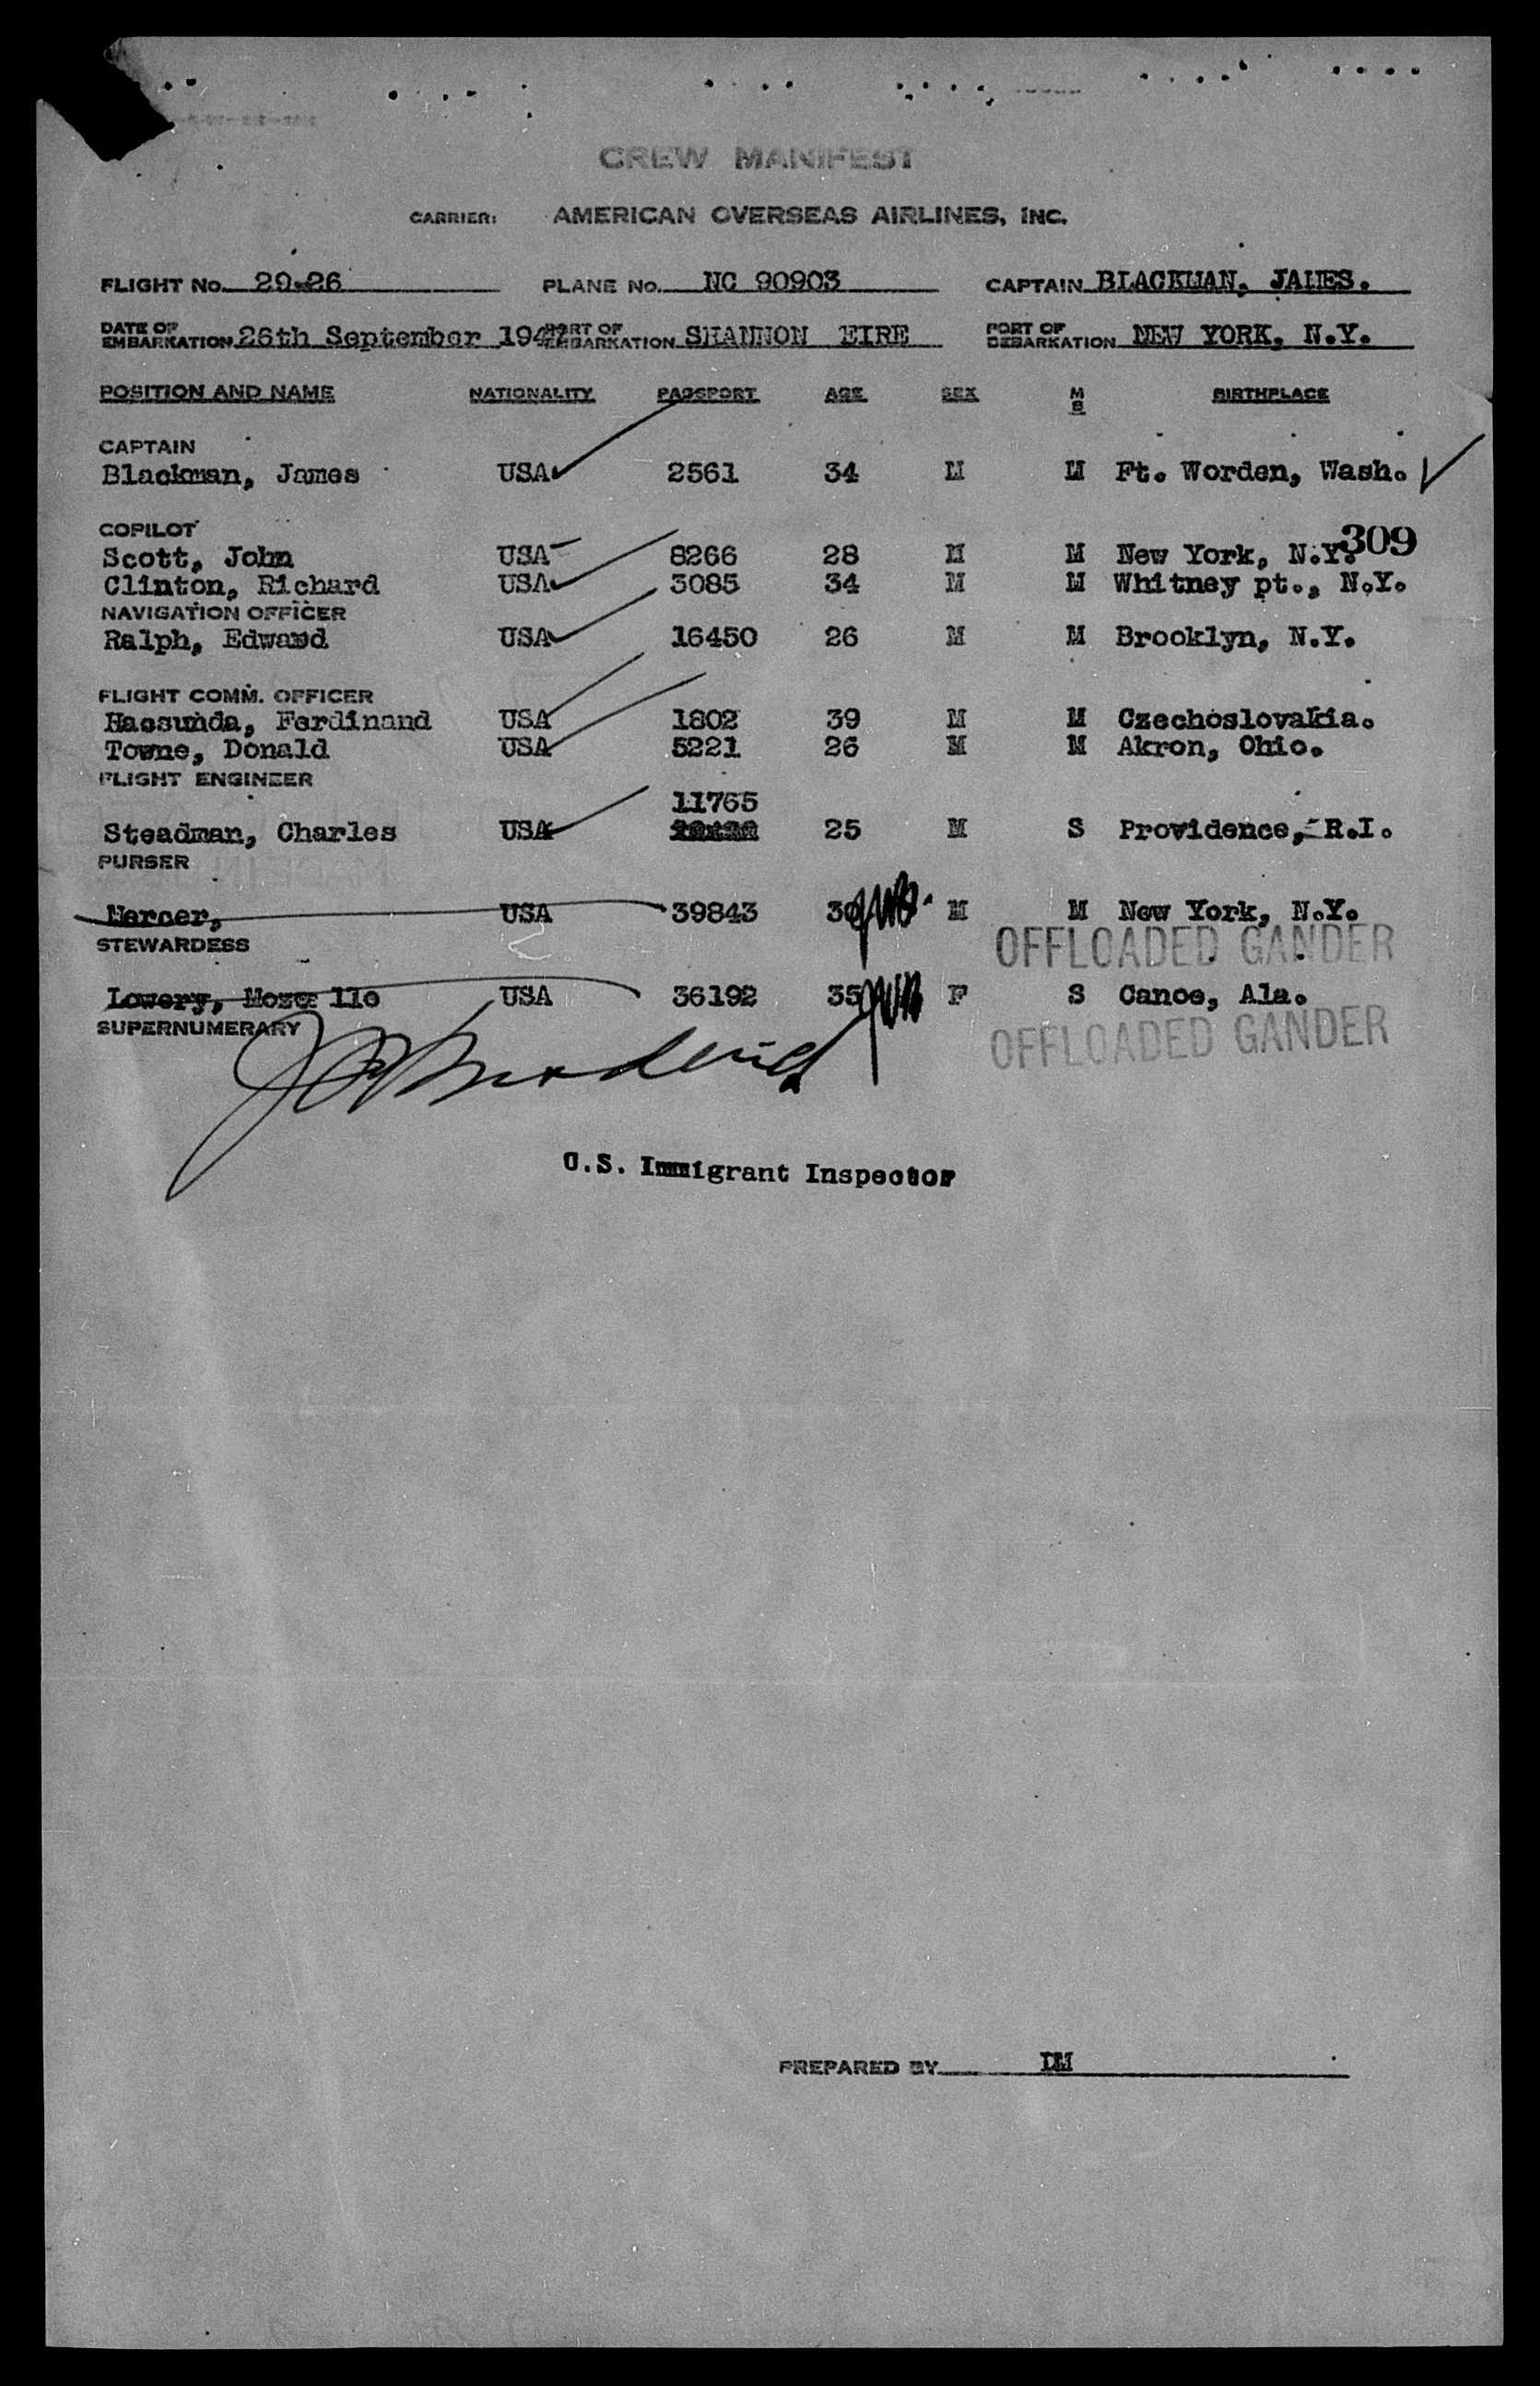 CREW MANIFEST
CARRIER: AMERICAN OVERSEAS AIRLINES, INC.
FLIGHT No. 29.26 PLANE No. NC 90903 CAPTAIN BLACKMAN, JAMES.
DATE OF EMBARKATION 26th September 194 PORT OF EMBARKATION SHANNON EIRE PORT OF DEBARKATION NEW YORK, N.Y.
POSITION AND NAME NATIONALITY PASSPORT AGE SEX M S BIRTHPLACE
CAPTAIN
Blackman, James USA 2561 34 M M Ft. Worden, Wash.
COPILOT 309
Scott, John USA 8266 28 M M New York, N.Y.
Clinton, Richard USA 3085 34 M M Whitney pt., N.Y.
NAVIGATION OFFICER
Ralph, Edward USA 16450 26 M M Brooklyn, N.Y.
FLIGHT COMM. OFFICER
Ferdinand USA 1802 39 M M Czechoslovakia.
Towne, Donald USA 5221 26 M M Akron, Ohio.
FLIGHT ENGINEER
11765
Steadman, Charles USA 25 M S Providence, R.I.
PURSER
Mercer, USA 39843 30 M M New York, N.Y.
STEWARDESS OFFLOADED GANDER
Lowery, USA 36192 35 F S Canoe, Ala.
SUPERNUMERARY OFFLOADED GANDER
U.S. Immigrant Inspector
PREPARED BY IM